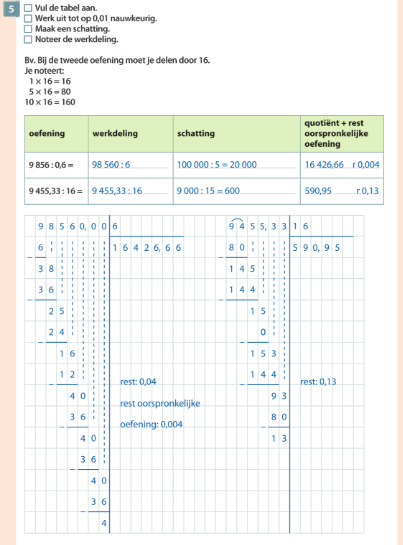 5
Vul de tabel aan.
Werk uit tot op 0,01 nauwkeurig.
Maak een schatting.
Noteer de werkdeling.
Bv. Bij de tweede oefening moet je delen door 16.
Je noteert:
1 × 16 = 16
5 × 16 = 80
10 × 16 = 160
oefening werkdeling schatting quotiënt + rest
oorspronkelijke
oefening
9 856 : 0,6 = 98 560 : 6 100 000 : 5 = 20 000 16 426,66 r 0,004
9 455,33 : 16 = 9 455,33 : 16 9 000 : 15 = 600 590,95 r 0,13
9 8 5 6 0, 0 0 6 9 4 5 5, 3 3 1 6
6 1 6 4 2 6, 6 6 8 0 5 9 0, 9 5
3 8 1 4 5
3 6 1 4 4
2 5 1 5
2 4 0
1 6 1 5 3
1 2 rest: 0,04 1 4 4 rest: 0,13
4 0 rest oorspronkelijke 9 3
3 6 oefening: 0,004 8 0
4 0 1 3
3 6
4 0
3 6
4